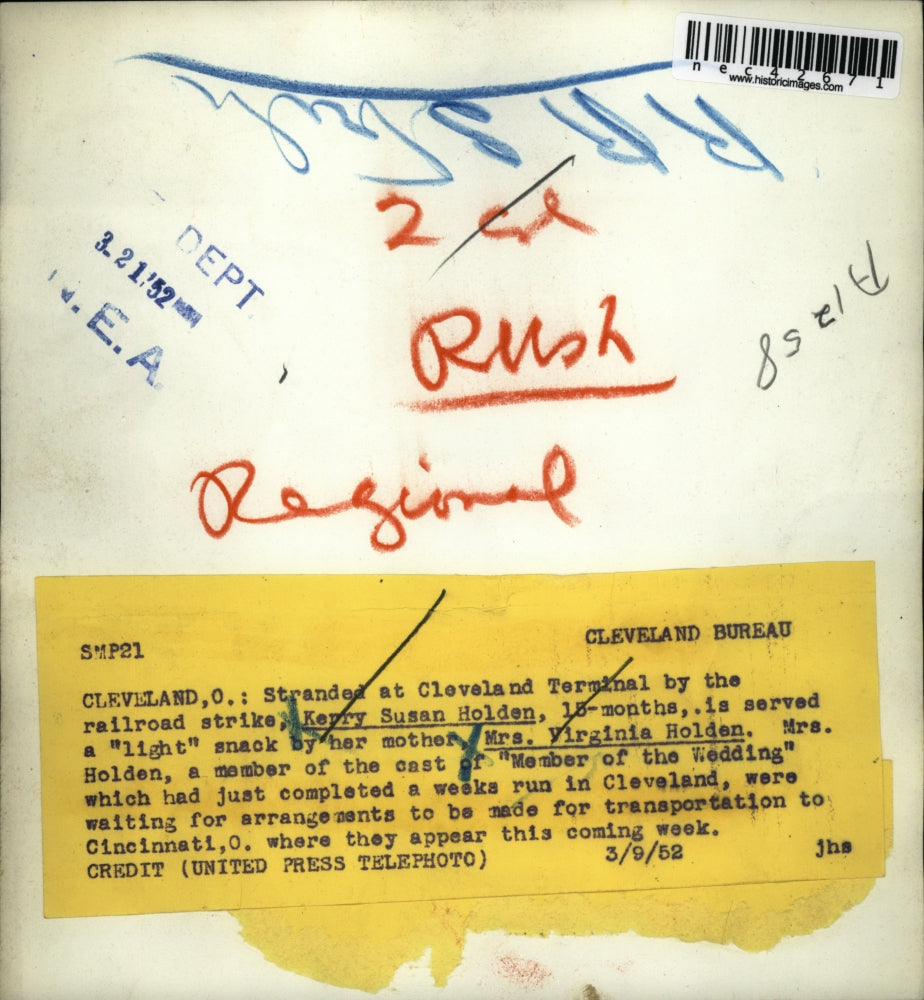 nec42671
www.historicimages.com
RR Strike
2 col
DEPT.
3-21-'52
N.E.A.
Rush
Regional
SMP21
CLEVELAND BUREAU
CLEVELAND,O.: Stranded at Cleveland Terminal by the
railroad strike, Kerry Susan Holden, 15-months,.is served
a "light" snack by her mother, Mrs. Virginia Holden. Mrs.
Holden, a member of the cast of "Member of the Wedding"
which had just completed a weeks run in Cleveland, were
waiting for arrangements to be made for transportation to
Cincinnati,O. where they appear this coming week.
CREDIT (UNITED PRESS TELEPHOTO) 3/9/52 jhs